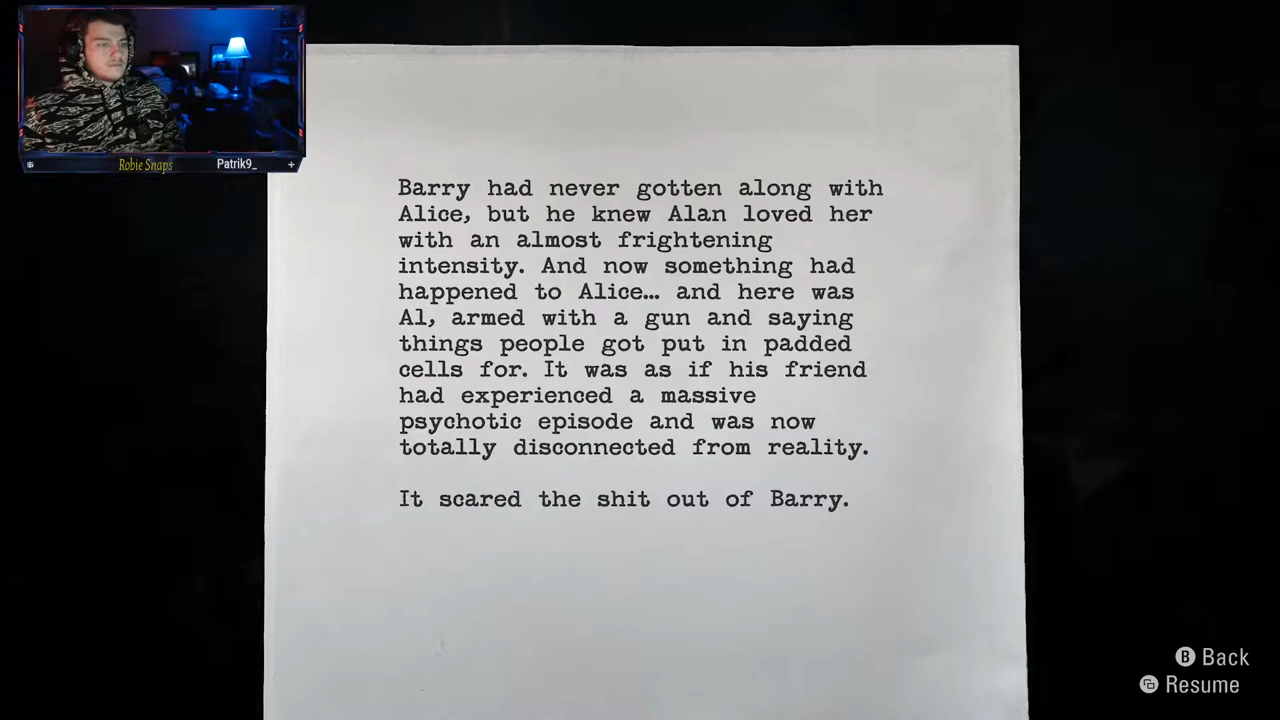 Robie Snaps
Patrik9_
Barry had never gotten along with
Alice, but he knew Alan loved her
with an almost frightening
intensity. And now something had
happened to Alice… and here was
Al, armed with a gun and saying
things people got put in padded
cells for. It was as if his friend
had experienced a massive
psychotic episode and was now
totally disconnected from reality.
It scared the shit out of Barry.
B Back
Resume